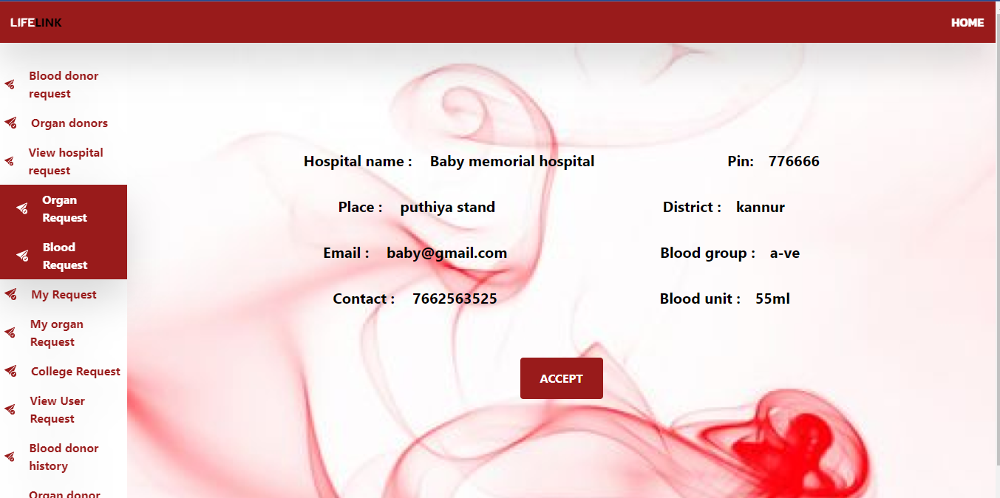 LIFELINK
HOME
Blood donor
request
Organ donors
View hospital
request
Organ
Request
Blood
Request
My Request
My organ
Request
College Request
View User
Request
Blood donor
history
Organ donor
Hospital name : Baby memorial hospital Pin: 776666
Place : puthiya stand District : kannur
Email : baby@gmail.com Blood group : a-ve
Contact : 7662563525 Blood unit : 55ml
ACCEPT